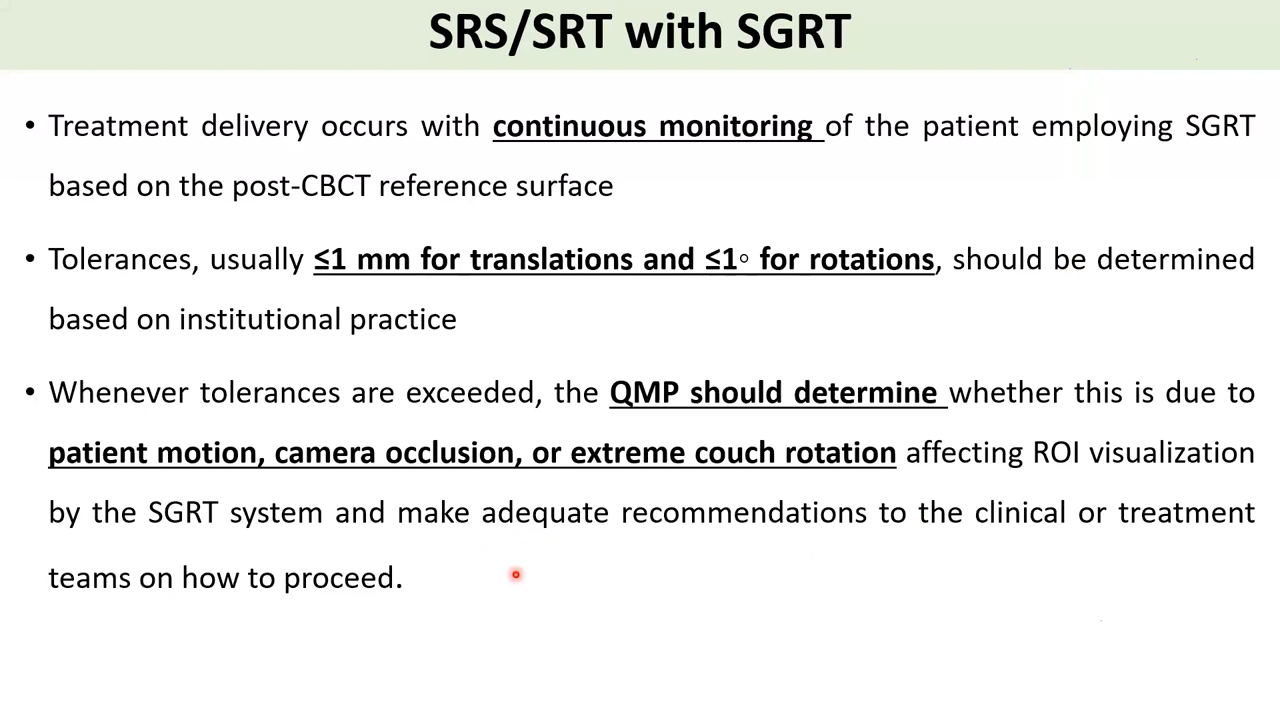 SRS/SRT with SGRT
• Treatment delivery occurs with continuous monitoring of the patient employing SGRT
based on the post-CBCT reference surface
• Tolerances, usually ≤1 mm for translations and ≤1◦ for rotations, should be determined
based on institutional practice
• Whenever tolerances are exceeded, the QMP should determine whether this is due to
patient motion, camera occlusion, or extreme couch rotation affecting ROI visualization
by the SGRT system and make adequate recommendations to the clinical or treatment
teams on how to proceed.